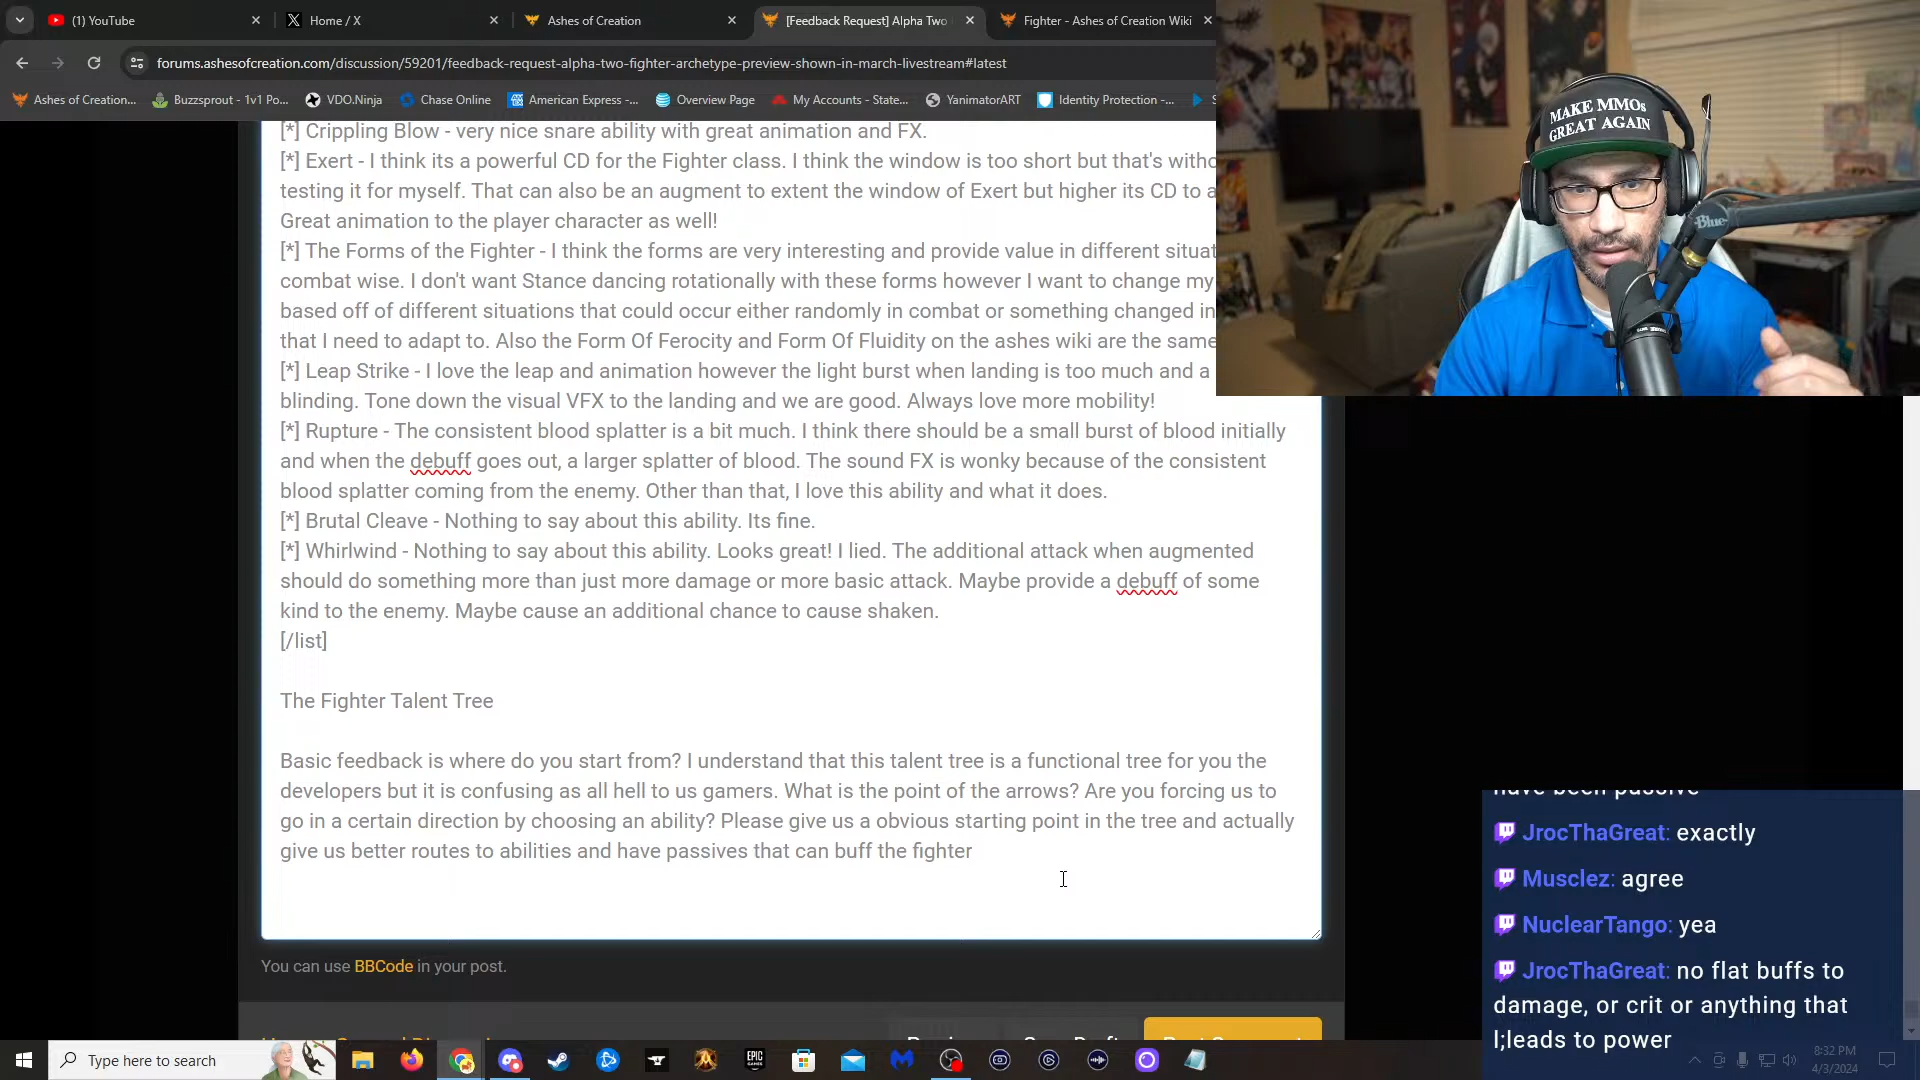 (1) YouTube
Home / X
Ashes of Creation
[Feedback Request] Alpha Two
Fighter - Ashes of Creation Wiki
forums.ashesofcreation.com/discussion/59201/feedback-request-alpha-two-fighter-archetype-preview-shown-in-march-livestream#latest
Ashes of Creation...
Buzzsprout - 1v1 Po...
VDO.Ninja
Chase Online
American Express -...
Overview Page
My Accounts - State...
YanimatorART
Identity Protection -...
MAKE MMOs
GREAT AGAIN
Blue
[*] Crippling Blow - very nice snare ability with great animation and FX.
[*] Exert - I think its a powerful CD for the Fighter class. I think the window is too short but that's witho
testing it for myself. That can also be an augment to extent the window of Exert but higher its CD to a
Great animation to the player character as well!
[*] The Forms of the Fighter - I think the forms are very interesting and provide value in different situat
combat wise. I don't want Stance dancing rotationally with these forms however I want to change my
based off of different situations that could occur either randomly in combat or something changed in
that I need to adapt to. Also the Form Of Ferocity and Form Of Fluidity on the ashes wiki are the same
[*] Leap Strike - I love the leap and animation however the light burst when landing is too much and a
blinding. Tone down the visual VFX to the landing and we are good. Always love more mobility!
[*] Rupture - The consistent blood splatter is a bit much. I think there should be a small burst of blood initially
and when the debuff goes out, a larger splatter of blood. The sound FX is wonky because of the consistent
blood splatter coming from the enemy. Other than that, I love this ability and what it does.
[*] Brutal Cleave - Nothing to say about this ability. Its fine.
[*] Whirlwind - Nothing to say about this ability. Looks great! I lied. The additional attack when augmented
should do something more than just more damage or more basic attack. Maybe provide a debuff of some
kind to the enemy. Maybe cause an additional chance to cause shaken.
[/list]
The Fighter Talent Tree
Basic feedback is where do you start from? I understand that this talent tree is a functional tree for you the
developers but it is confusing as all hell to us gamers. What is the point of the arrows? Are you forcing us to
go in a certain direction by choosing an ability? Please give us a obvious starting point in the tree and actually
give us better routes to abilities and have passives that can buff the fighter
You can use BBCode in your post.
have been passive
JrocThaGreat: exactly
Musclez: agree
NuclearTango: yea
JrocThaGreat: no flat buffs to
damage, or crit or anything that
l;leads to power
Type here to search
EPIC
GAMES
8:32 PM
4/3/2024